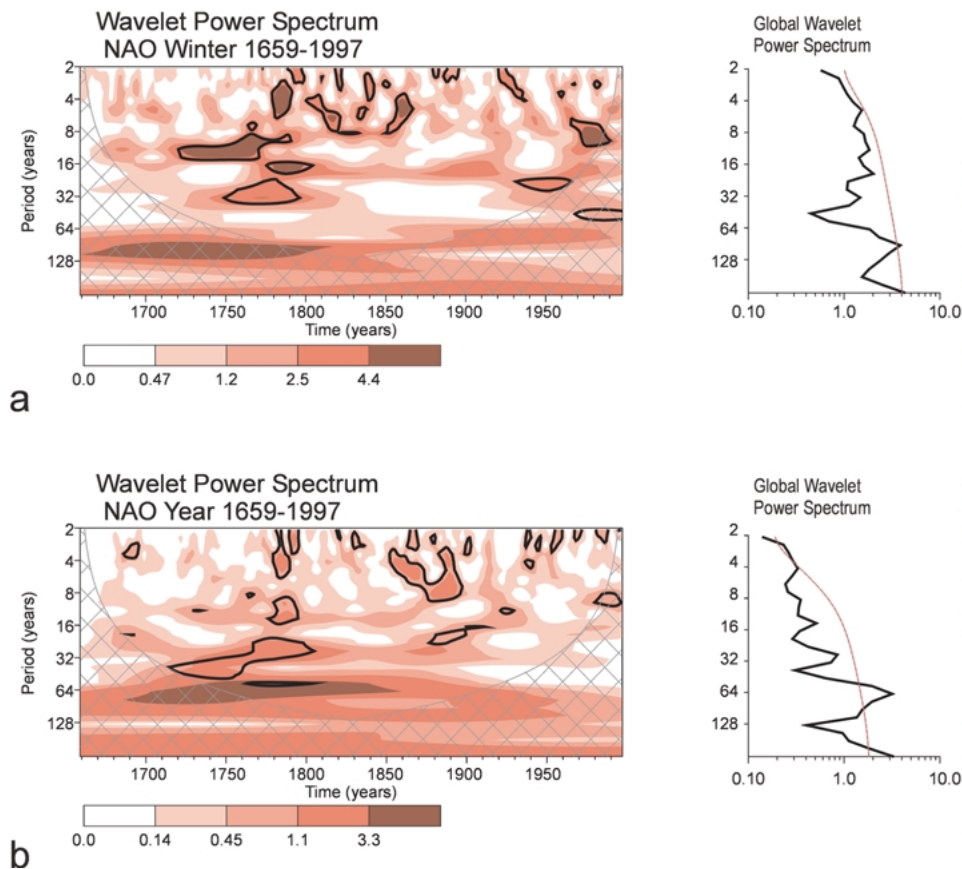 Wavelet Power Spectrum
NAO Winter 1659-1997
Global Wavelet
Power Spectrum
Period (years)
2
4
8
16
32
64
128
1700 1750 1800 1850 1900 1950
Time (years)
0.0 0.47 1.2 2.5 4.4
2
4
8
16
32
64
128
0.10 1.0 10.0
a
Wavelet Power Spectrum
NAO Year 1659-1997
Global Wavelet
Power Spectrum
Period (years)
2
4
8
16
32
64
128
1700 1750 1800 1850 1900 1950
Time (years)
0.0 0.14 0.45 1.1 3.3
2
4
8
16
32
64
128
0.10 1.0 10.0
b